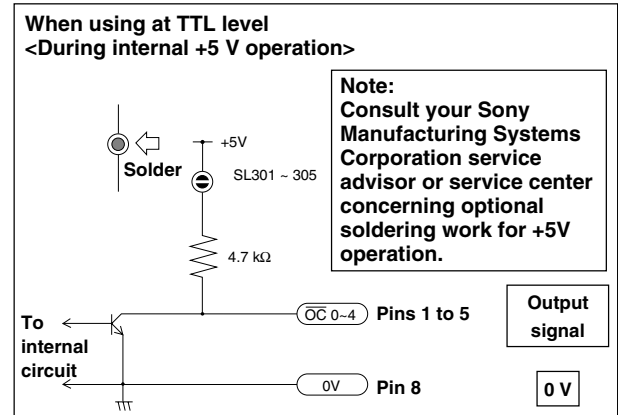 When using at TTL level
<During internal +5 V operation>
Note:
Consult your Sony
Manufacturing Systems
Corporation service
advisor or service center
concerning optional
soldering work for +5V
operation.
+5V
Solder
SL301 ~ 305
4.7 kΩ
To
internal
circuit
O̅C̅ 0~4
Pins 1 to 5
Output
signal
0V
Pin 8
0 V